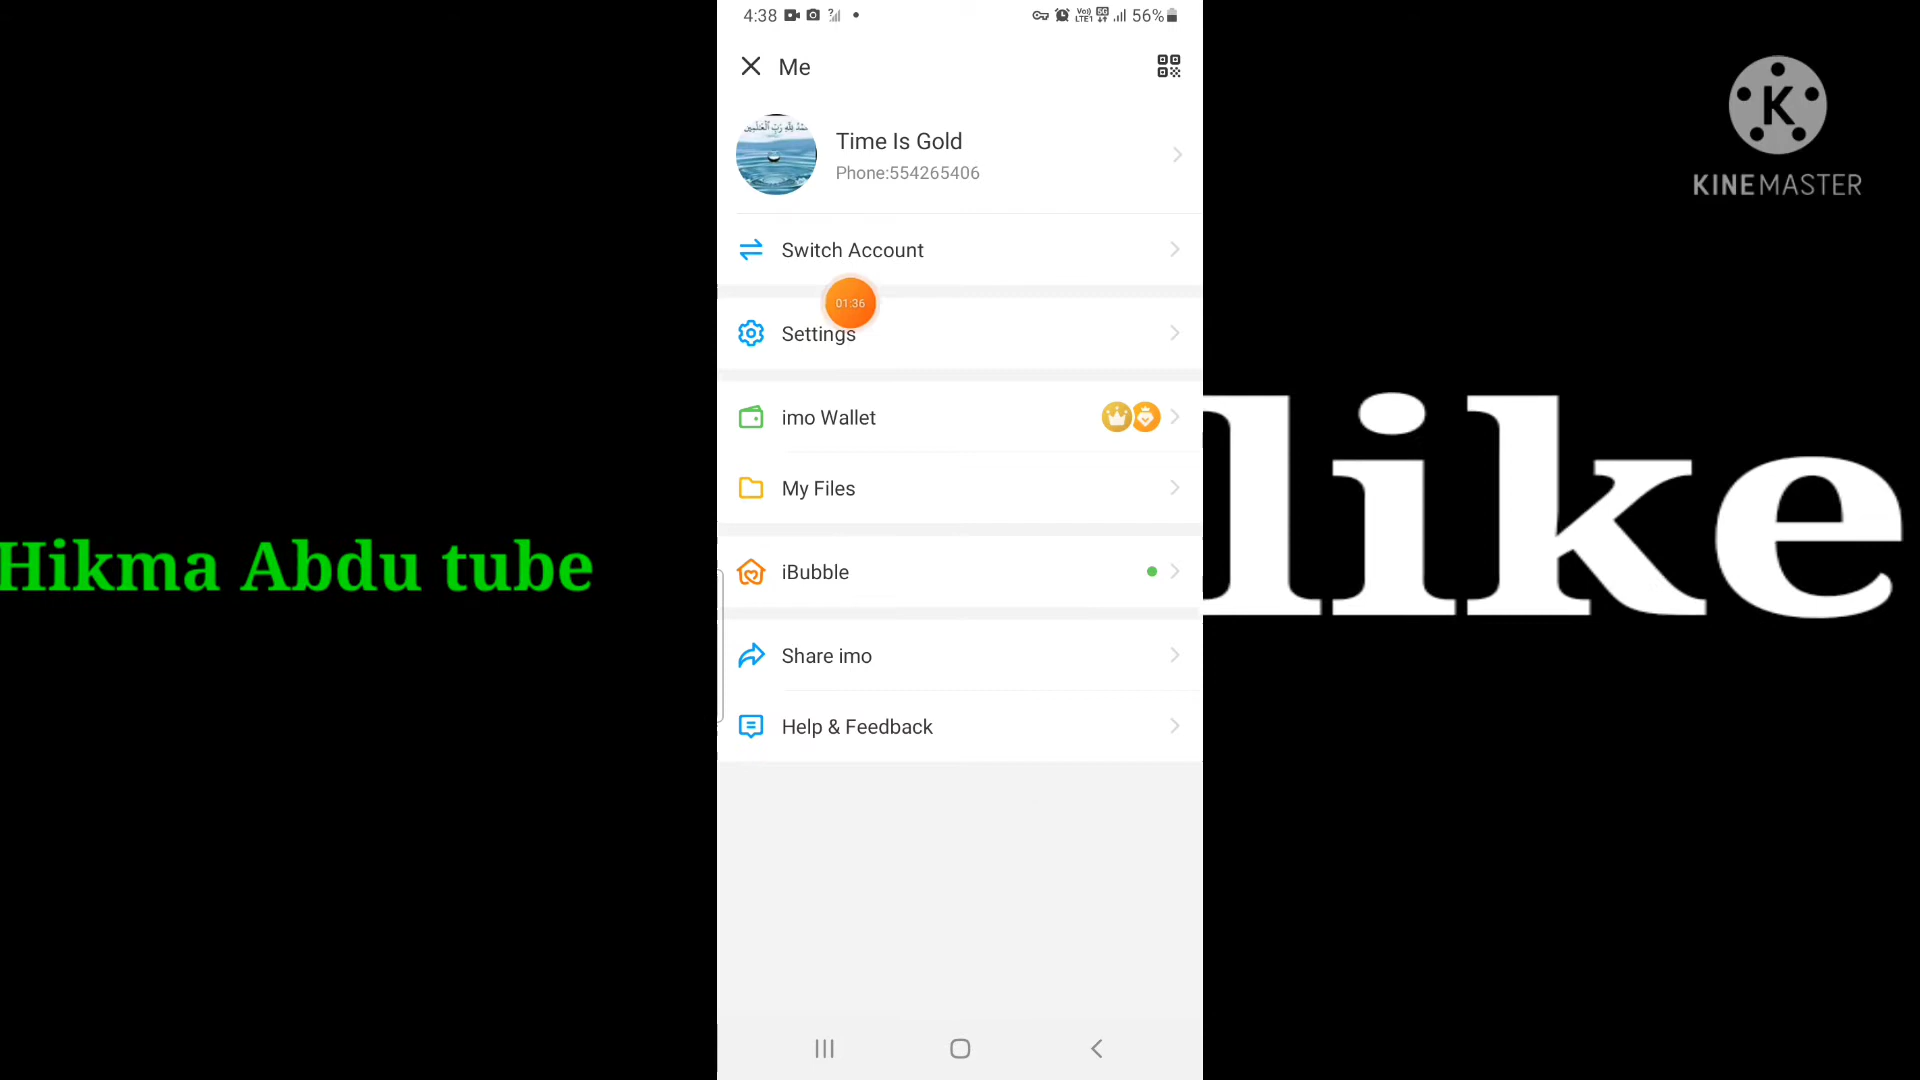 4:38
56%
Me
Time Is Gold
Phone:554265406
Switch Account
01:36
Settings
imo Wallet
My Files
iBubble
Share imo
Help & Feedback
Hikma Abdu tube
like
K
KINEMASTER